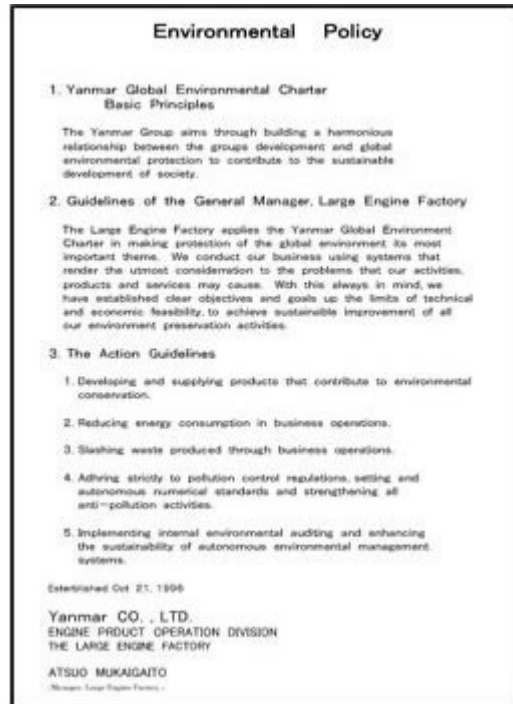 Environmental Policy
1. Yanmar Global Environmental Charter
Basic Principles
The Yanmar Group aims through building a harmonious
relationship between the groups development and global
environmental protection to contribute to the sustainable
development of society.
2. Guidelines of the General Manager, Large Engine Factory
The Large Engine Factory applies the Yanmar Global Environment
Charter in making protection of the global environment its most
important theme. We conduct our business using systems that
render the utmost considerration to the problems that our activities,
products and services may cause. With this always in mind, we
have established clear objectives and goals up the limits of technical
and economic feasibility, to achieve sustainable improvement of all
our environment preservation activities.
3. The Action Guidelines
1. Developing and supplying products that contribute to environmental
conservation.
2. Reducing energy consumption in business operations.
3. Slashing waste produced through business operations.
4. Adhring strictly to pollution control regulations, setting and
autonomous numerical standards and strengthening all
anti-pollution activities.
5. Implementing internal environmental auditing and enhancing
the sustainability of autonomous environmental management
systems.
Esterblished Oct 21, 1996
Yanmar CO., LTD.
ENGINE PRDUCT OPERATION DIVISION
THE LARGE ENGINE FACTORY
ATSUO MUKAIGAITO
-Manager, Large Engine Factory-